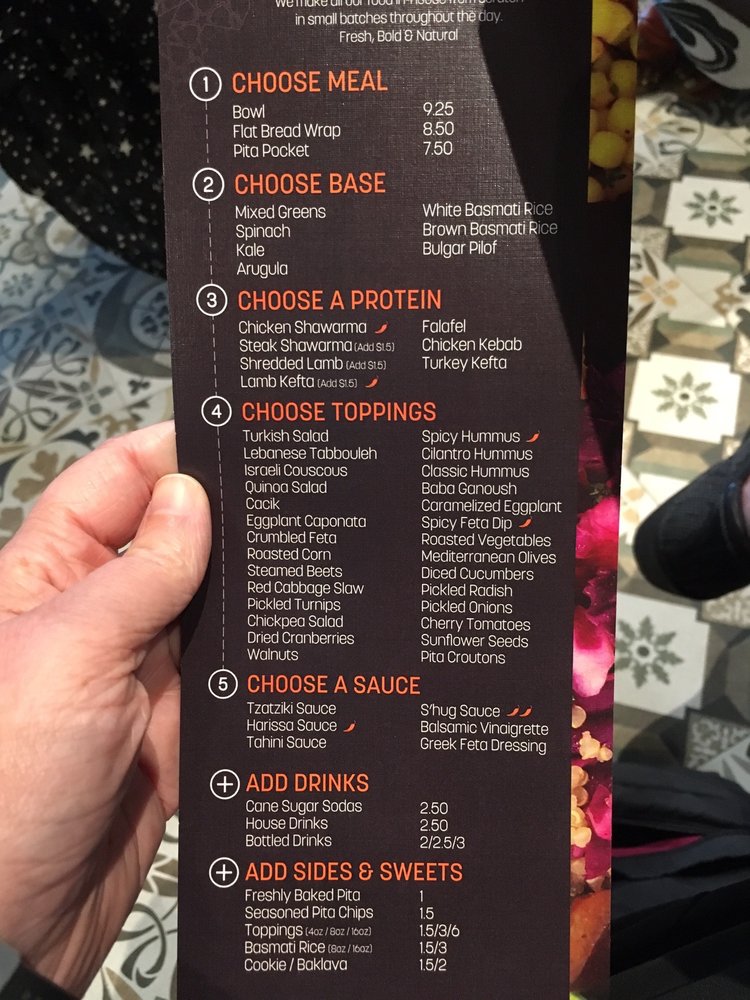 We make all our food in-house from scratch
in small batches throughout the day.
Fresh, Bold & Natural
1 CHOOSE MEAL
Bowl 9.25
Flat Bread Wrap 8.50
Pita Pocket 7.50
2 CHOOSE BASE
Mixed Greens White Basmati Rice
Spinach Brown Basmati Rice
Kale Bulgar Pilof
Arugula
3 CHOOSE A PROTEIN
Chicken Shawarma Falafel
Steak Shawarma (Add $1.5) Chicken Kebab
Shredded Lamb (Add $1.5) Turkey Kefta
Lamb Kefta (Add $1.5)
4 CHOOSE TOPPINGS
Turkish Salad Spicy Hummus
Lebanese Tabbouleh Cilantro Hummus
Israeli Couscous Classic Hummus
Quinoa Salad Baba Ganoush
Cacik Caramelized Eggplant
Eggplant Caponata Spicy Feta Dip
Crumbled Feta Roasted Vegetables
Roasted Corn Mediterranean Olives
Steamed Beets Diced Cucumbers
Red Cabbage Slaw Pickled Radish
Pickled Turnips Pickled Onions
Chickpea Salad Cherry Tomatoes
Dried Cranberries Sunflower Seeds
Walnuts Pita Croutons
5 CHOOSE A SAUCE
Tzatziki Sauce S'hug Sauce
Harissa Sauce Balsamic Vinaigrette
Tahini Sauce Greek Feta Dressing
+ ADD DRINKS
Cane Sugar Sodas 2.50
House Drinks 2.50
Bottled Drinks 2/2.5/3
+ ADD SIDES & SWEETS
Freshly Baked Pita 1
Seasoned Pita Chips 1.5
Toppings (4oz / 8oz / 16oz) 1.5/3/6
Basmati Rice (8oz / 16oz) 1.5/3
Cookie / Baklava 1.5/2